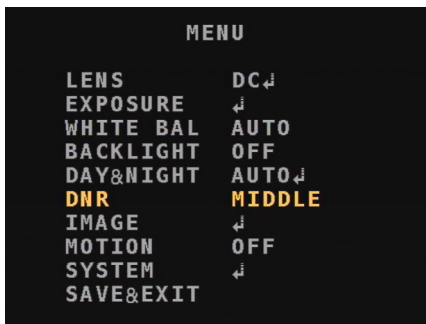 MENU
LENS DC↲
EXPOSURE ↲
WHITE BAL AUTO
BACKLIGHT OFF
DAY&NIGHT AUTO↲
DNR MIDDLE
IMAGE ↲
MOTION OFF
SYSTEM ↲
SAVE&EXIT